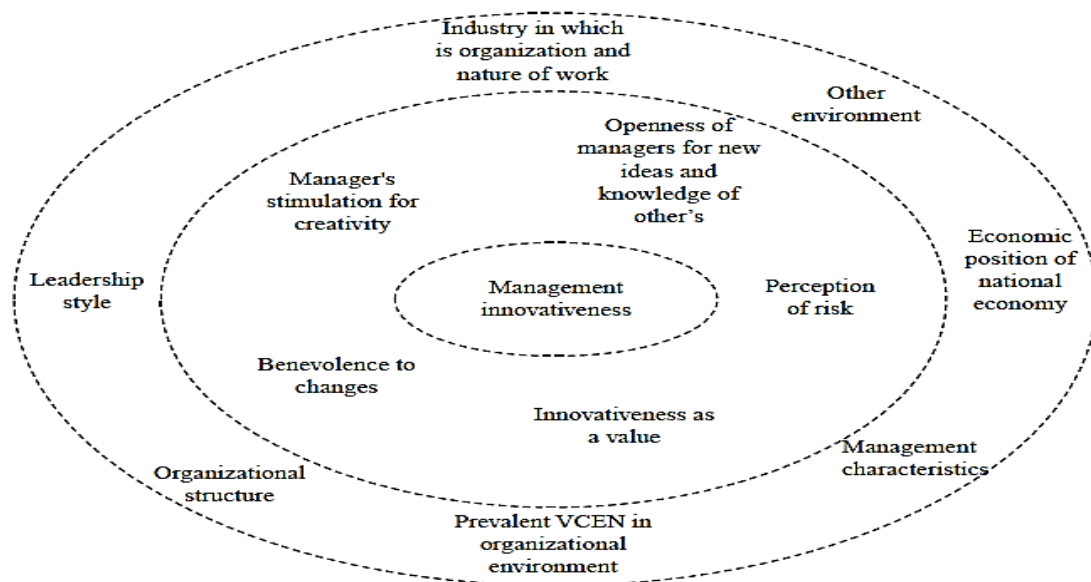 Industry in which
is organization and
nature of work
Other
environment
Openness of
managers for new
ideas and
knowledge of
other’s
Manager's
stimulation for
creativity
Economic
position of
national
economy
Leadership
style
Management
innovativeness
Perception
of risk
Benevolence to
changes
Innovativeness as
a value
Management
characteristics
Organizational
structure
Prevalent VCEN in
organizational
environment